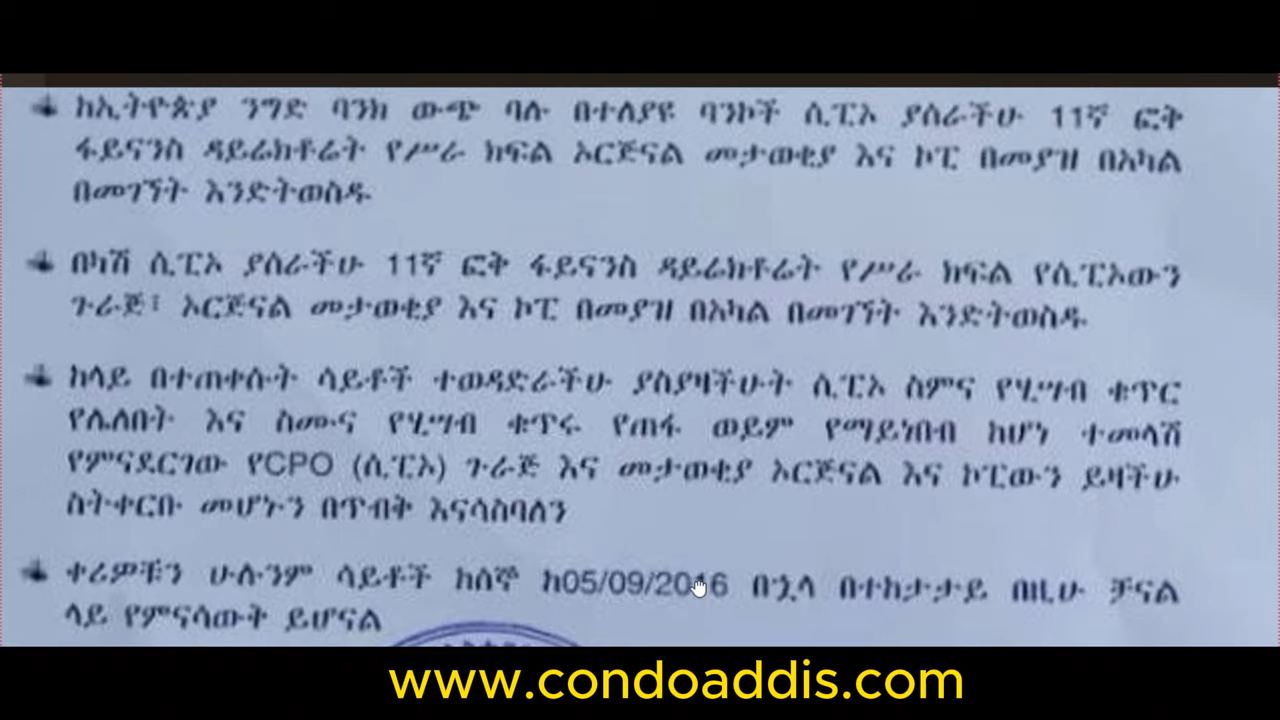 ከኢትዮጵያ ንግድ ባንክ ውጭ ባሉ በተለያዩ ባንኮች ሲፒኦ ያሰራችሁ 11ኛ ፎቅ
ፋይናንስ ዳይሬክቶሬት የሥራ ክፍል ኦርጅናል መታወቂያ እና ኮፒ በመያዝ በአካል
በመገኘት እንድትወስዱ
በካሽ ሲፒኦ ያሰራችሁ 11ኛ ፎቅ ፋይናንስ ዳይሬክቶሬት የሥራ ክፍል የሲፒኦውን
ጉራጅ፣ ኦርጅናል መታወቂያ እና ኮፒ በመያዝ በአካል በመገኘት እንድትወስዱ
ከላይ በተጠቀሱት ሳይቶች ተወዳድራችሁ ያስያዛችሁት ሲፒኦ ስምና የሂሣብ ቁጥር
የሌለበት እና ስሙና የሂሣብ ቁጥሩ የጠፋ ወይም የማይነበብ ከሆነ ተመላሽ
የምናደርገው የCPO (ሲፒኦ) ጉራጅ እና መታወቂያ ኦርጅናል እና ኮፒውን ይዛችሁ
ስትቀርቡ መሆኑን በጥብቅ እናሳስባለን
ቀሪዎቹን ሁሉንም ሳይቶች ከሰኞ ከ05/09/2016 በኋላ በተከታታይ በዚሁ ቻናል
ላይ የምናሳውቅ ይሆናል
www.condoaddis.com